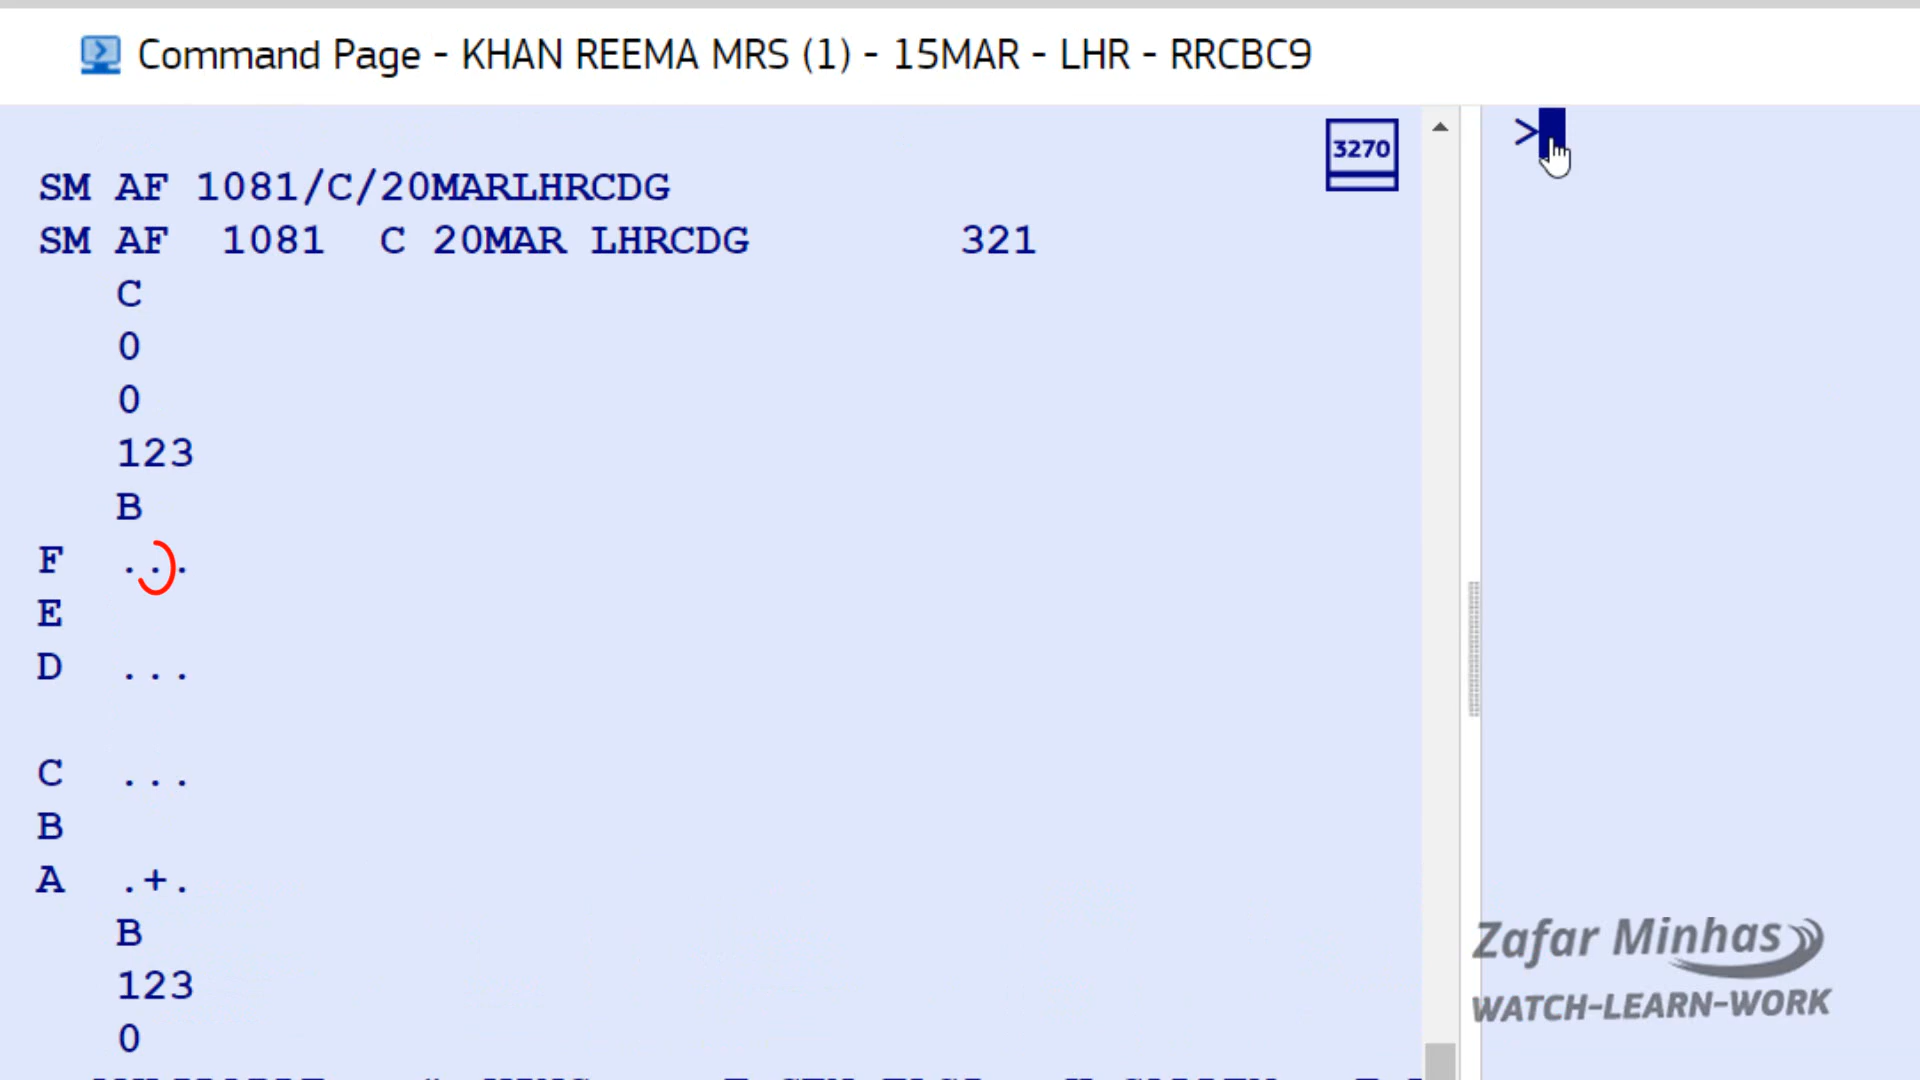 Command Page - KHAN REEMA MRS (1) - 15MAR - LHR - RRCBC9
3270
>
SM AF 1081/C/20MARLHRCDG
SM AF 1081 C 20MAR LHRCDG 321
C
0
0
123
B
F ...
E
D ...
C ...
B
A .+.
B
123
0
Zafar Minhas
WATCH-LEARN-WORK